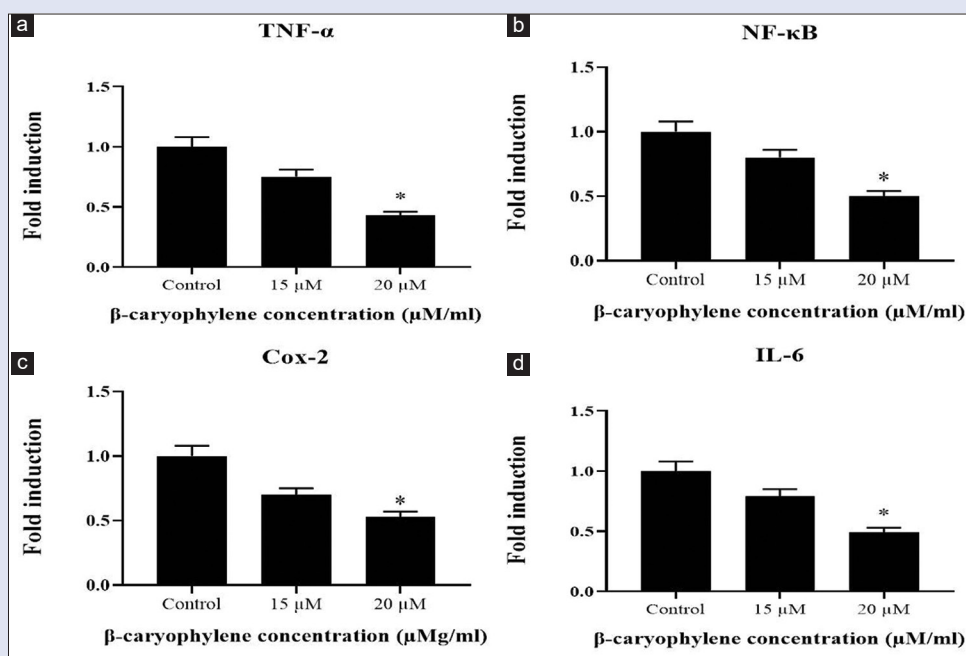 a
TNF-α
Fold induction
1.5
1.0
0.5
0.0
*
Control 15 µM 20 µM
β-caryophylene concentration (µM/ml)
b
NF-κB
Fold induction
1.5
1.0
0.5
0.0
*
Control 15 µM 20 µM
β-caryophylene concentration (µM/ml)
c
Cox-2
Fold induction
1.5
1.0
0.5
0.0
*
Control 15 µM 20 µM
β-caryophylene concentration (µMg/ml)
d
IL-6
Fold induction
1.5
1.0
0.5
0.0
*
Control 15 µM 20 µM
β-caryophylene concentration (µM/ml)